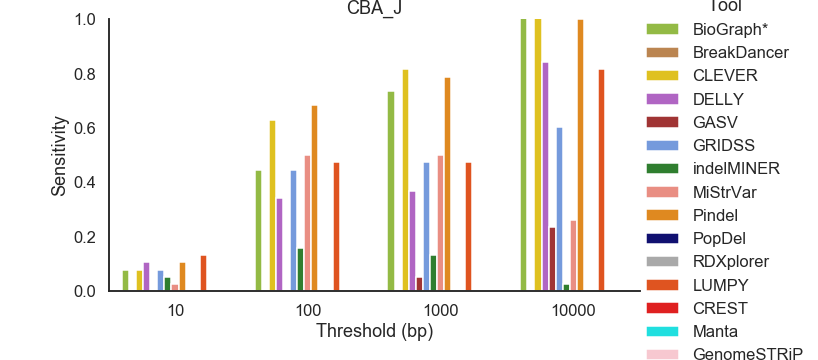 CBA_J
Tool
1.0
0.8
0.6
0.4
0.2
0.0
Sensitivity
10
100
1000
10000
Threshold (bp)
BioGraph*
BreakDancer
CLEVER
DELLY
GASV
GRIDSS
indelMINER
MiStrVar
Pindel
PopDel
RDXplorer
LUMPY
CREST
Manta
GenomeSTRiP